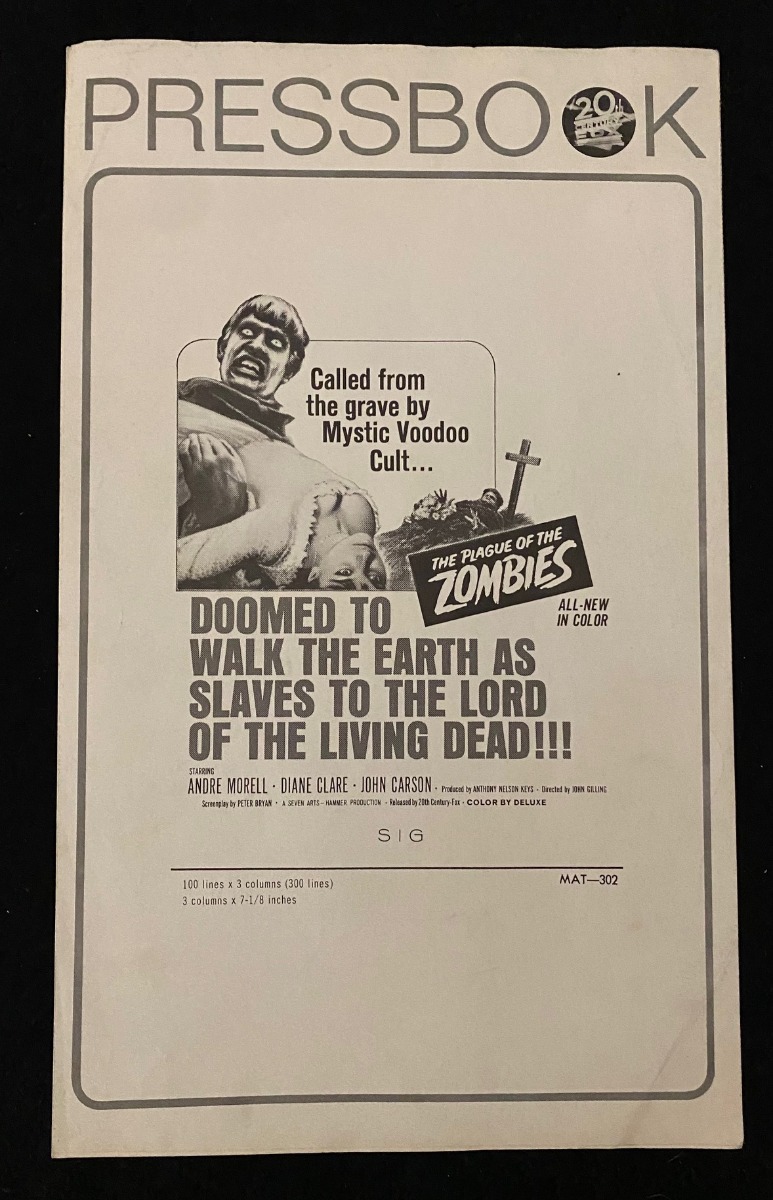 PRESSBOOK
20th
CENTURY
FOX
Called from
the grave by
Mystic Voodoo
Cult...
THE PLAGUE OF THE
ZOMBIES
ALL-NEW
IN COLOR
DOOMED TO
WALK THE EARTH AS
SLAVES TO THE LORD
OF THE LIVING DEAD!!!
STARRING
ANDRE MORELL · DIANE CLARE · JOHN CARSON · Produced by ANTHONY NELSON KEYS · Directed by JOHN GILLING
Screenplay by PETER BRYAN · A SEVEN ARTS-HAMMER PRODUCTION · Released by 20th Century-Fox · COLOR BY DELUXE
SIG
100 lines x 3 columns (300 lines)
MAT—302
3 columns x 7-1/8 inches